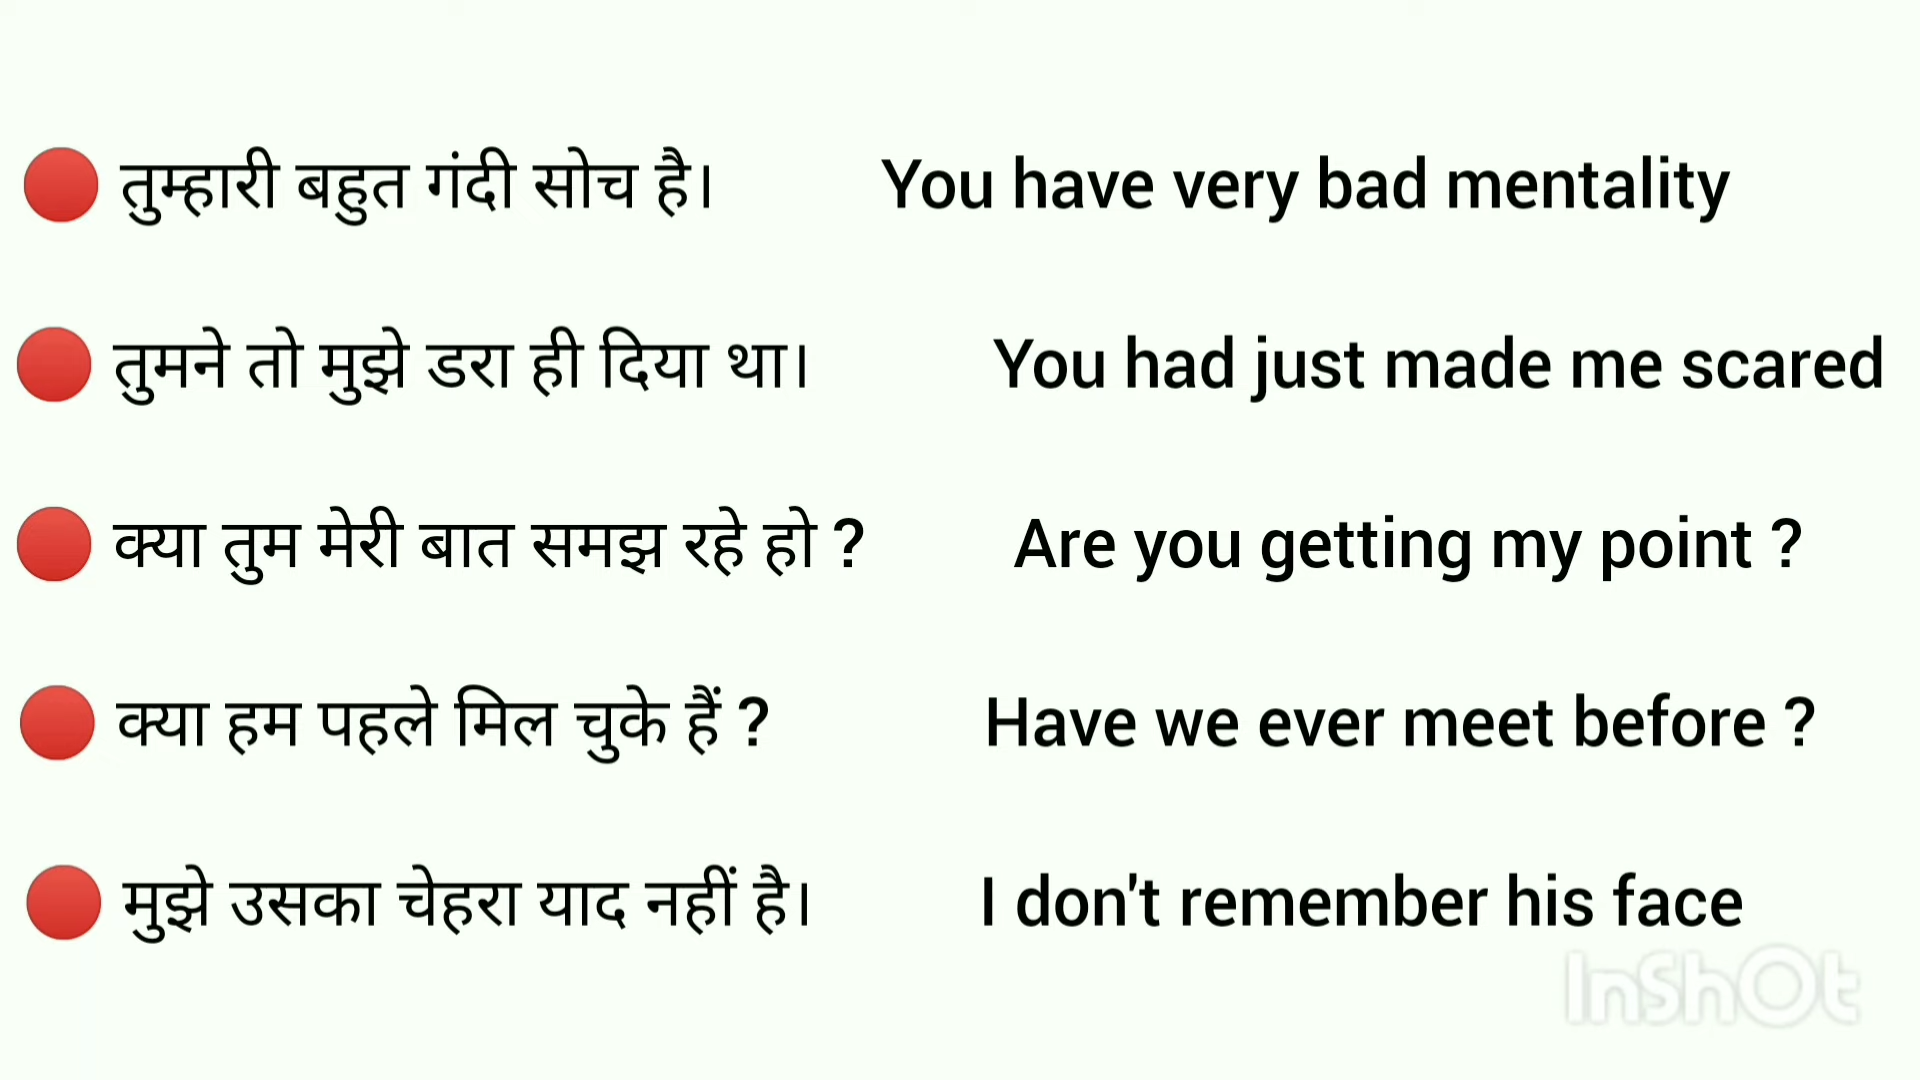 तुम्हारी बहुत गंदी सोच है। You have very bad mentality
तुमने तो मुझे डरा ही दिया था। You had just made me scared
क्या तुम मेरी बात समझ रहे हो ? Are you getting my point ?
क्या हम पहले मिल चुके हैं ? Have we ever meet before ?
मुझे उसका चेहरा याद नहीं है। I don't remember his face
InShOt